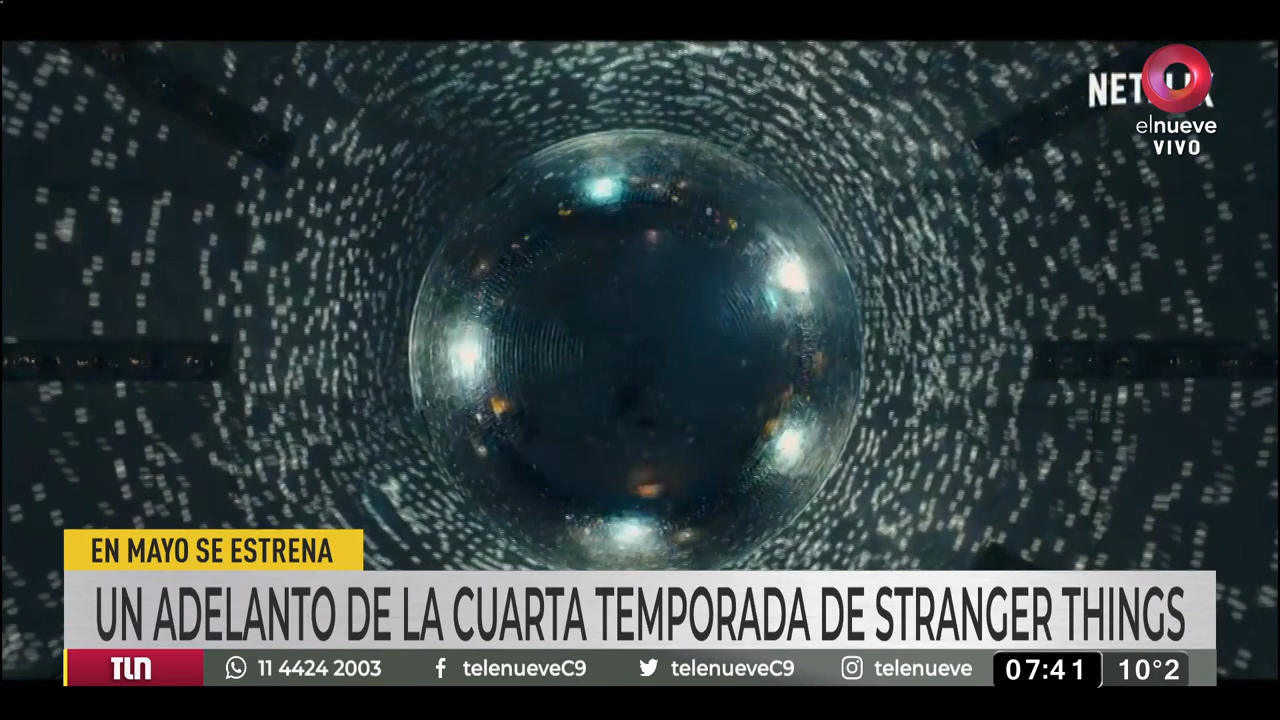 NETFLIX
elnueve
VIVO
EN MAYO SE ESTRENA
UN ADELANTO DE LA CUARTA TEMPORADA DE STRANGER THINGS
TLN 11 4424 2003 telenueveC9 telenueveC9 telenueve 07:41 10°2